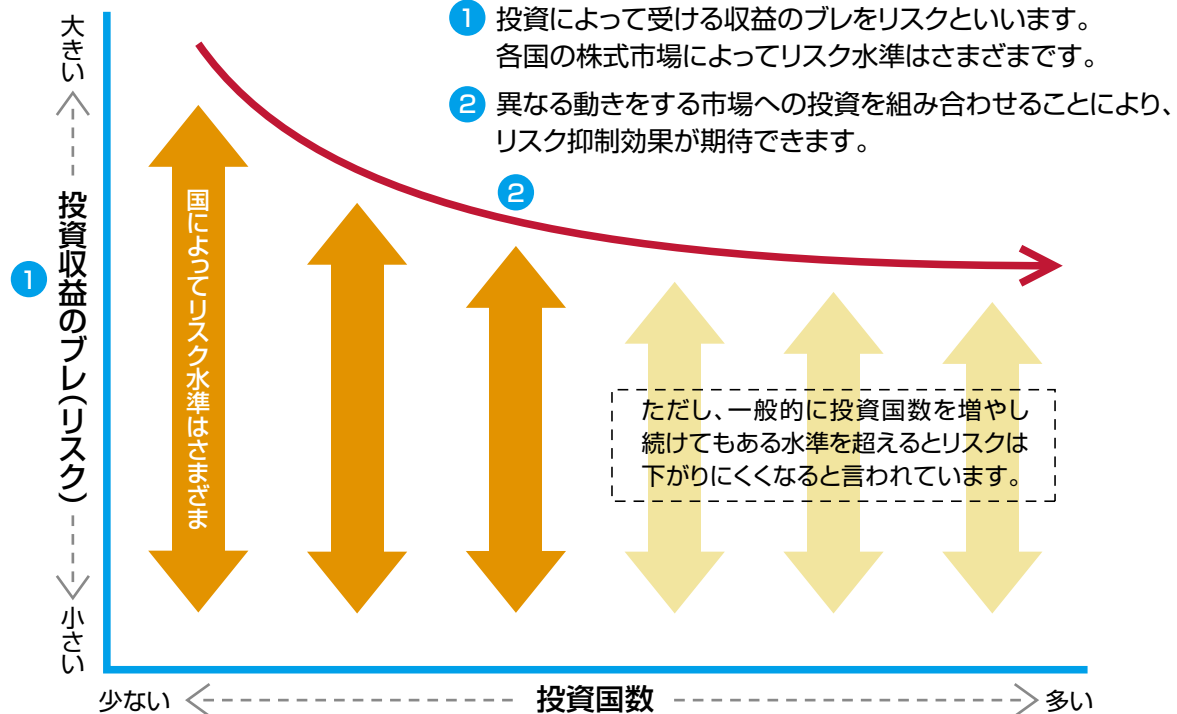 ❶ 投資によって受ける収益のブレをリスクといいます。
各国の株式市場によってリスク水準はさまざまです。
❷ 異なる動きをする市場への投資を組み合わせることにより、
リスク抑制効果が期待できます。
大きい
❶
投資収益のブレ(リスク)
小さい
❷
国によってリスク水準はさまざま
ただし、一般的に投資国数を増やし
続けてもある水準を超えるとリスクは
下がりにくくなると言われています。
少ない
投資国数
多い